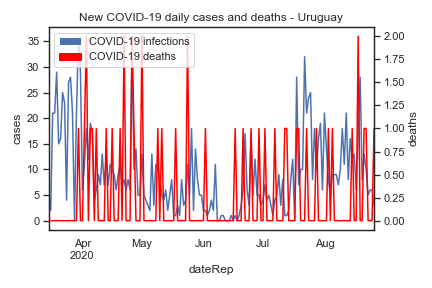 New COVID-19 daily cases and deaths - Uruguay
COVID-19 infections
COVID-19 deaths
35
30
25
20
15
10
5
0
cases
2.00
1.75
1.50
1.25
1.00
0.75
0.50
0.25
0.00
deaths
Apr May Jun Jul Aug
2020
dateRep